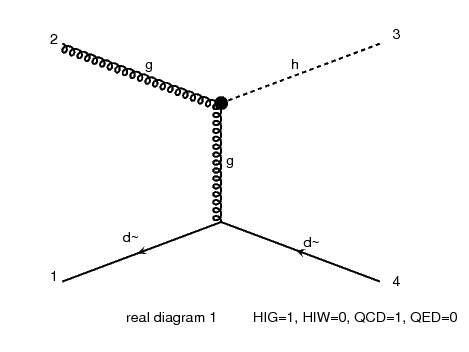 2
g
h
3
g
d~
d~
1
4
real diagram 1
HIG=1, HIW=0, QCD=1, QED=0